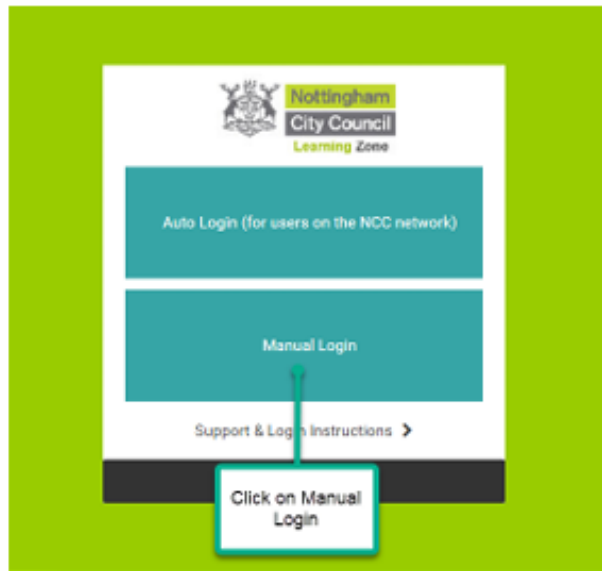 Nottingham
City Council
Learning Zone
Auto Login (for users on the NCC network)
Manual Login
Support & Login Instructions
Click on Manual
Login